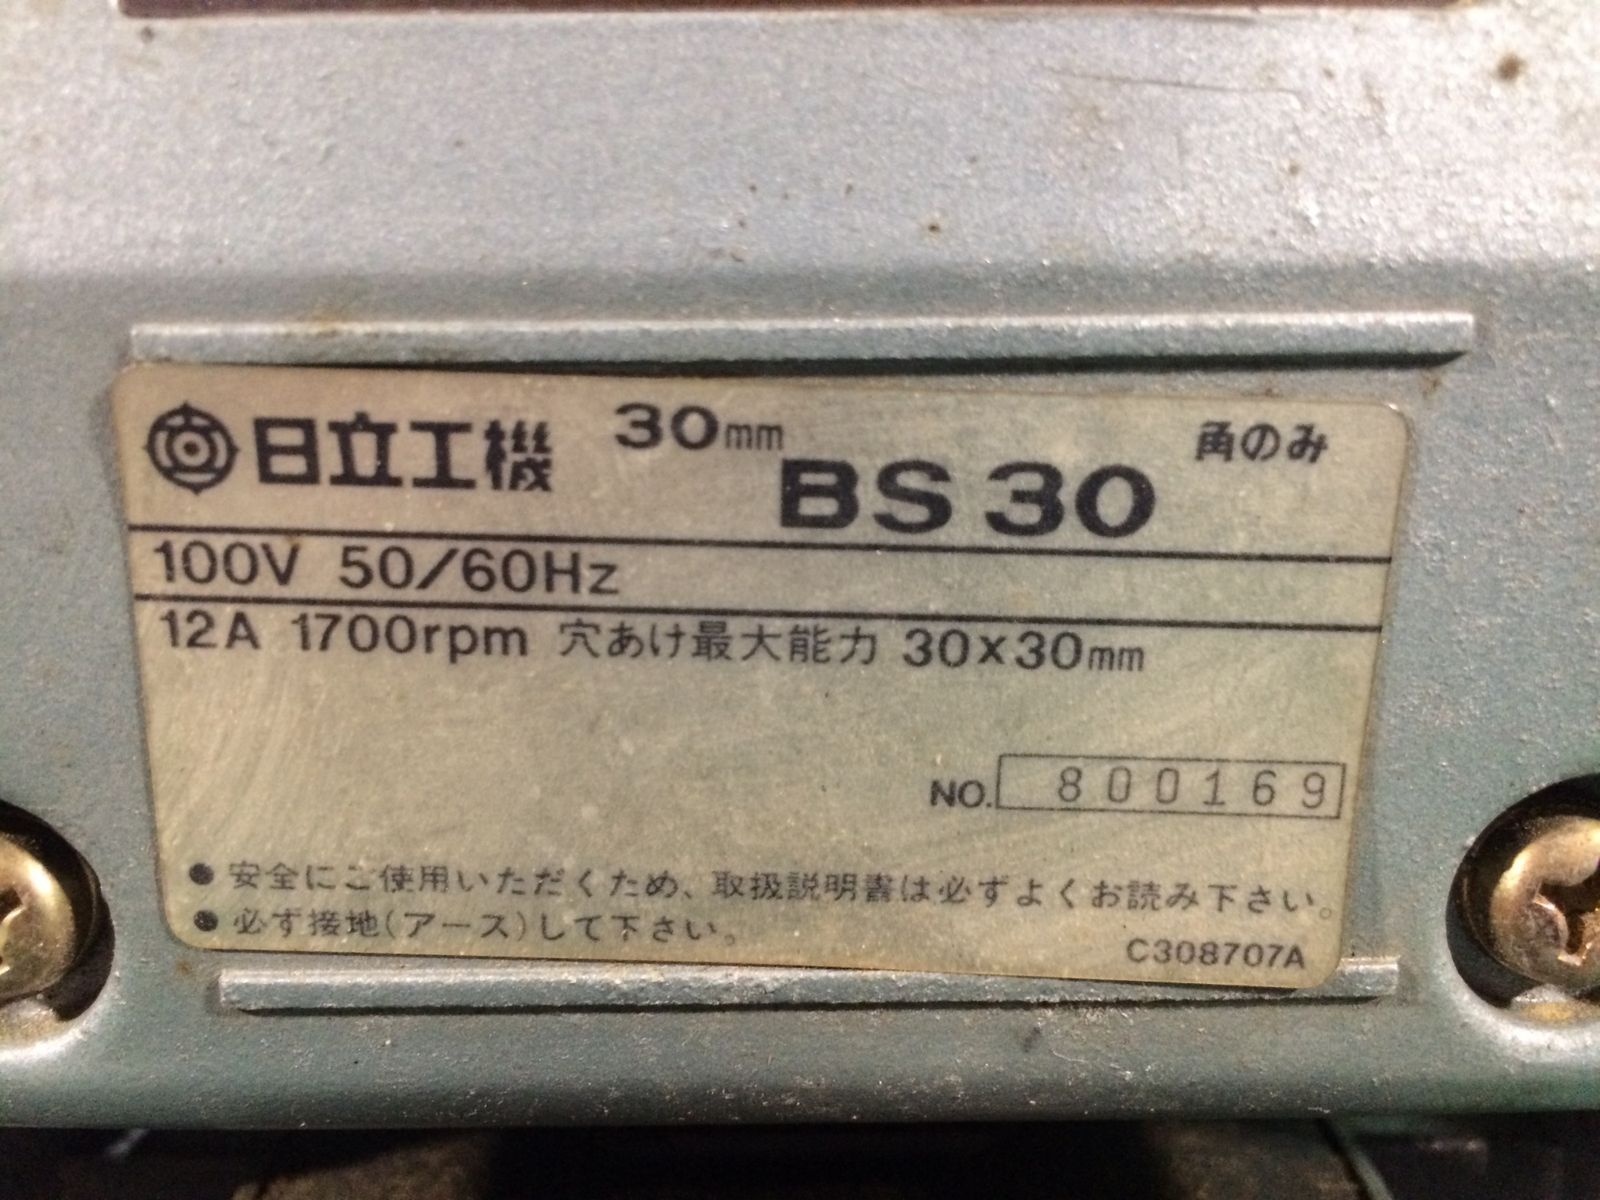 日立工機 30mm BS30 角のみ
100V 50/60Hz
12A 1700rpm 穴あけ最大能力 30x30mm
NO. 800169
●安全にご使用いただくため、取扱説明書は必ずよくお読み下さい。
●必ず接地(アース)して下さい。
C308707A